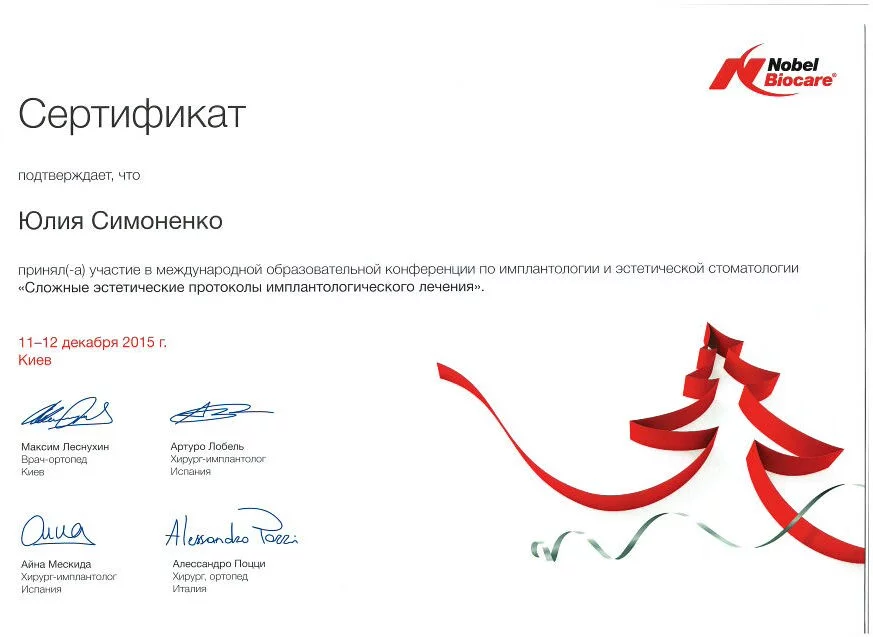 Nobel
Biocare®
Сертификат
подтверждает, что
Юлия Симоненко
принял(-а) участие в международной образовательной конференции по имплантологии и эстетической стоматологии
«Сложные эстетические протоколы имплантологического лечения».
11–12 декабря 2015 г.
Киев
Максим Леснухин
Врач-ортопед
Киев
Артуро Лобель
Хирург-имплантолог
Испания
Айна Мескида
Хирург-имплантолог
Испания
Alessandro Pozzi
Алессандро Поцци
Хирург, ортопед
Италия